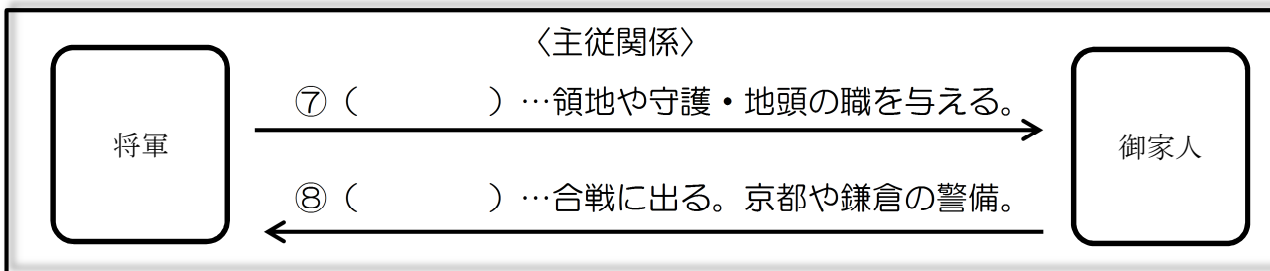 〈主従関係〉
⑦（　　　　）…領地や守護・地頭の職を与える。
将軍
御家人
⑧（　　　　）…合戦に出る。京都や鎌倉の警備。